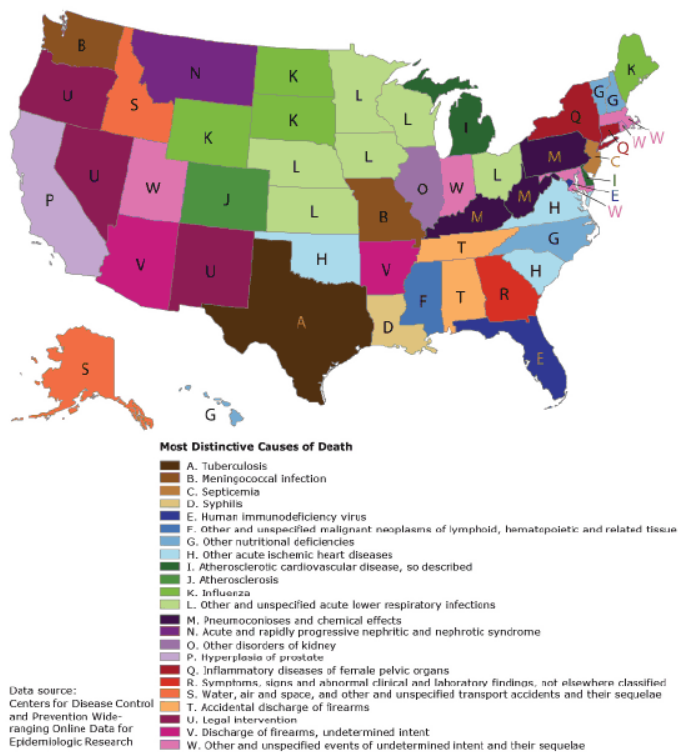 B
K
N
K
L
G
G
U
S
K
L
I
Q
W
W
K
Q
L
M
C
L
L
I
U
W
O
W
M
E
P
J
L
B
M
H
W
T
G
V
U
H
V
H
A
F
T
R
D
E
S
G
Most Distinctive Causes of Death
A. Tuberculosis
B. Meningococcal infection
C. Septicemia
D. Syphilis
E. Human immunodeficiency virus
F. Other and unspecified malignant neoplasms of lymphoid, hematopoietic and related tissue
G. Other nutritional deficiencies
H. Other acute ischemic heart diseases
I. Atherosclerotic cardiovascular disease, so described
J. Atherosclerosis
K. Influenza
L. Other and unspecified acute lower respiratory infections
M. Pneumoconioses and chemical effects
N. Acute and rapidly progressive nephritic and nephrotic syndrome
O. Other disorders of kidney
P. Hyperplasia of prostate
Q. Inflammatory diseases of female pelvic organs
R. Symptoms, signs and abnormal clinical and laboratory findings, not elsewhere classified
S. Water, air and space, and other and unspecified transport accidents and their sequelae
T. Accidental discharge of firearms
U. Legal intervention
V. Discharge of firearms, undetermined intent
W. Other and unspecified events of undetermined intent and their sequelae
Data source:
Centers for Disease Control
and Prevention Wide-
ranging Online Data for
Epidemiologic Research